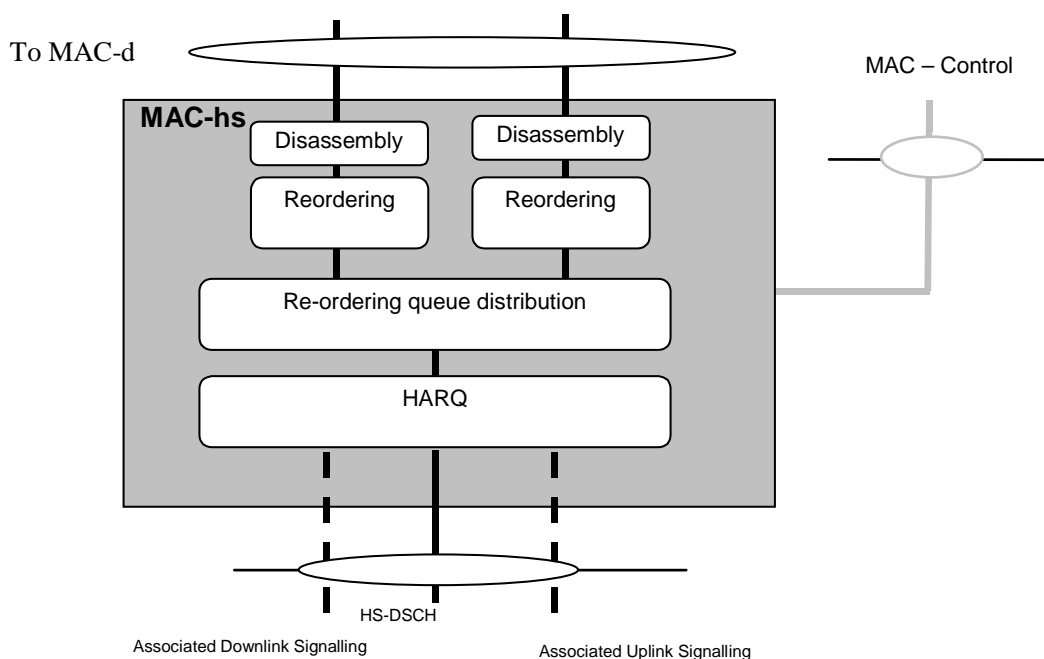 To MAC-d
MAC – Control
MAC-hs
Disassembly
Disassembly
Reordering
Reordering
Re-ordering queue distribution
HARQ
HS-DSCH
Associated Downlink Signalling
Associated Uplink Signalling